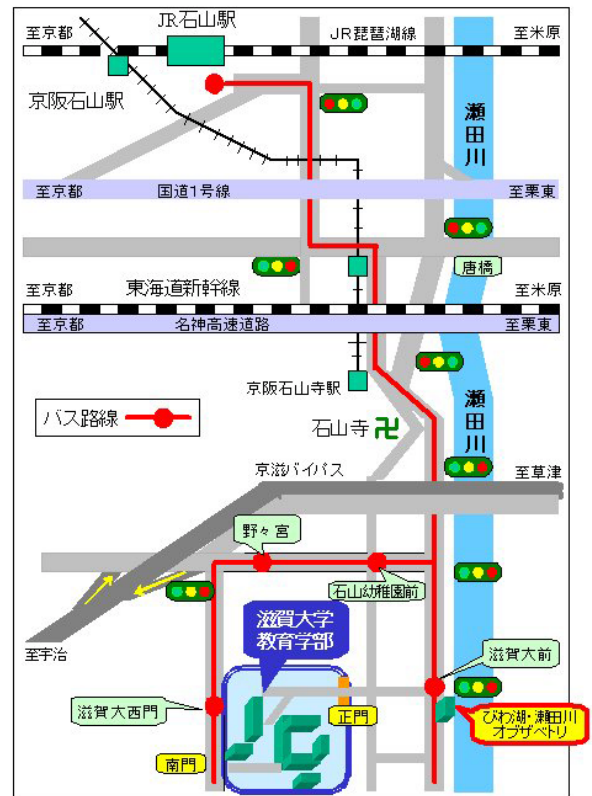 JR石山駅
至京都
JR琵琶湖線
至米原
京阪石山駅
瀬田川
至京都
国道1号線
至栗東
唐橋
至京都
東海道新幹線
至米原
至京都
名神高速道路
至栗東
京阪石山寺駅
バス路線
石山寺
瀬田川
京滋バイパス
至草津
野々宮
石山幼稚園前
滋賀大学
教育学部
至宇治
滋賀大前
滋賀大西門
正門
びわ湖・瀬田川
オブザベトリ
南門